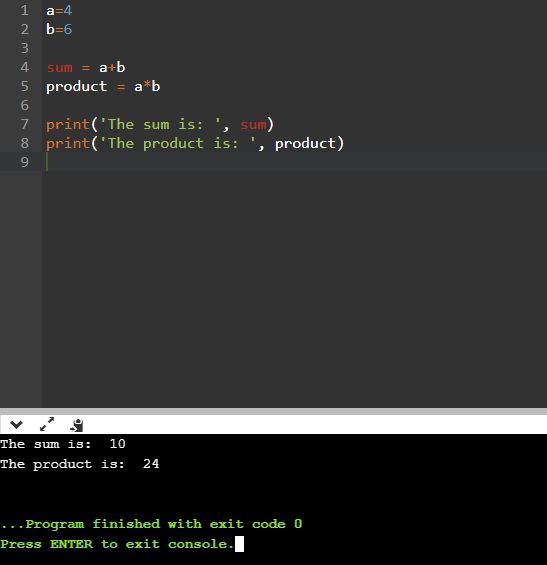 1 a=4
2 b=6
3
4 sum = a+b
5 product = a*b
6
7 print('The sum is: ', sum)
8 print('The product is: ', product)
9
The sum is:  10
The product is:  24
...Program finished with exit code 0
Press ENTER to exit console.